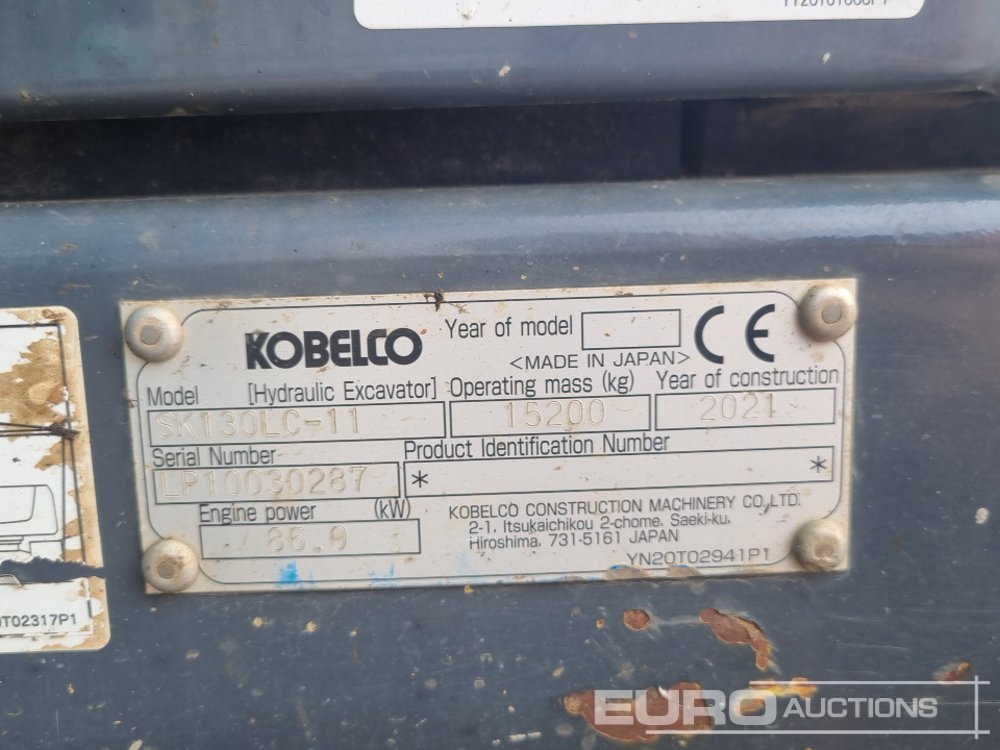 KOBELCO
Year of model
<MADE IN JAPAN>
CE
Model [Hydraulic Excavator]
SK130LC-11
Operating mass (kg)
15200
Year of construction
2021
Serial Number
LP10030287
Product Identification Number
* *
Engine power (kW)
86.0
KOBELCO CONSTRUCTION MACHINERY CO., LTD.
2-1, Itsukaichikou 2-chome, Saeki-ku,
Hiroshima, 731-5161 JAPAN
YN20T02941P1
T02317P1
EURO AUCTIONS